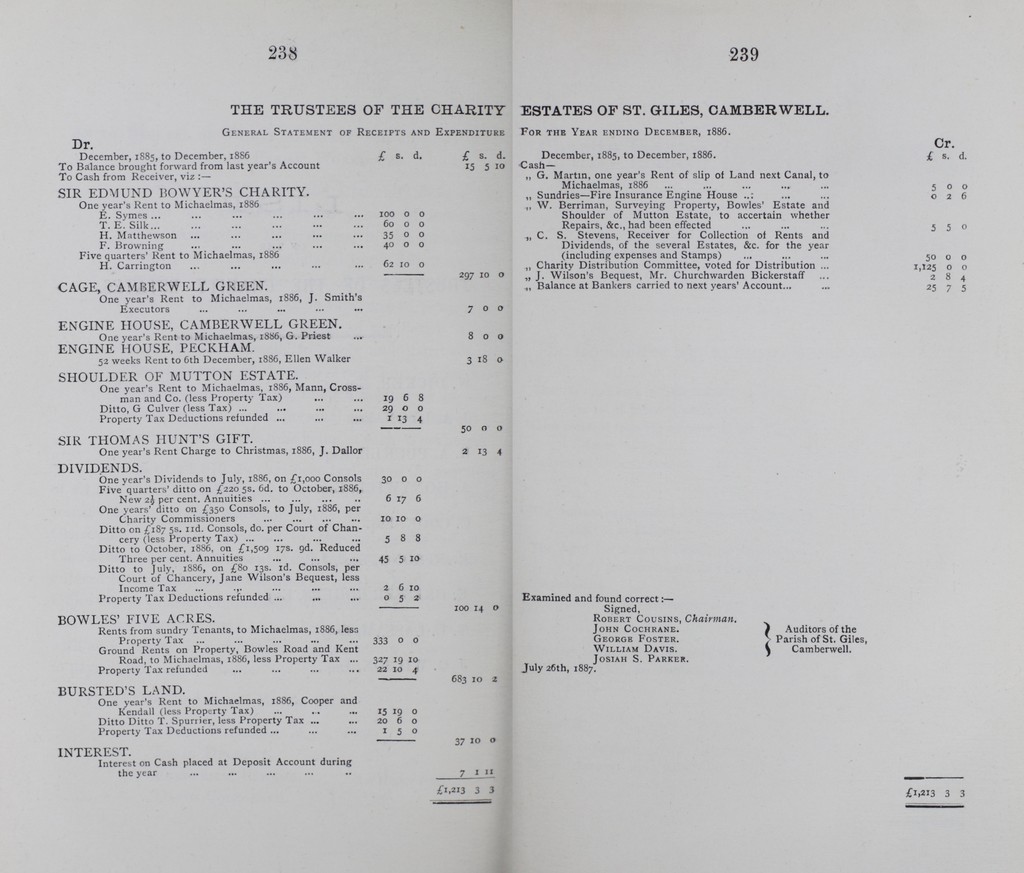 238
THE TRUSTEES OF THE CHARITY
GENERAL STATEMENT OF RECEIPTS AND EXPENDITURE
Dr.
December, 1885, to December, 1886 £ s. d. £ s. d.
To Balance brought forward from last year's Account 15 5 10
To Cash from Receiver, viz :—
SIR EDMUND BOWYER'S CHARITY.
One year's Rent to Michaelmas, 1886
E. Symes ... ... ... ... ... ... 100 0 0
T. E. Silk... ... ... ... ... ... 60 0 0
H. Matthewson ... ... ... ... ... 35 0 0
F. Browning ... ... ... ... ... 40 0 0
Five quarters' Rent to Michaelmas, 1886
H. Carrington ... ... ... ... ... 62 10 0
297 10 0
CAGE, CAMBERWELL GREEN.
One year's Rent to Michaelmas, 1886, J. Smith's
Executors ... ... ... ... ... 7 0 0
ENGINE HOUSE, CAMBERWELL GREEN.
One year's Rent to Michaelmas, 1886, G. Priest ... 8 0 0
ENGINE HOUSE, PECKHAM.
52 weeks Rent to 6th December, 1886, Ellen Walker 3 18 0
SHOULDER OF MUTTON ESTATE.
One year's Rent to Michaelmas, 1886, Mann, Cross-
man and Co. (less Property Tax) ... ... 19 6 8
Ditto, G Culver (less Tax) ... ... ... ... 29 0 0
Property Tax Deductions refunded ... ... ... 1 13 4
50 0 0
SIR THOMAS HUNT'S GIFT.
One year's Rent Charge to Christmas, 1886, J. Dallor 2 13 4
DIVIDENDS.
One year's Dividends to July, 1886, on £1,000 Consols 30 0 0
Five quarters' ditto on £220 5s. 6d. to October, 1886,
New 2½ per cent. Annuities ... ... ... .. 6 17 6
One years' ditto on £350 Consols, to July, 1886, per
Charity Commissioners ... ... ... ... 10 10 0
Ditto on £187 5s. 11d. Consols, do. per Court of Chan-
cery (less Property Tax) ... ... ... ... 5 8 8
Ditto to October, 1886, on £1,509 17s. 9d. Reduced
Three per cent. Annuities ... ... ... 45 5 10
Ditto to July, 1886, on £80 13s. 1d. Consols, per
Court of Chancery, Jane Wilson's Bequest, less
Income Tax ... ... ... ... ... 2 6 10
Property Tax Deductions refunded ... ... ... 0 5 2
100 14 0
BOWLES' FIVE ACRES.
Rents from sundry Tenants, to Michaelmas, 1886, less
Property Tax ... ... ... ... ... 333 0 0
Ground Rents on Property, Bowles Road and Kent
Road, to Michaelmas, 1886, less Property Tax ... 327 19 10
Property Tax refunded ... ... ... ... 22 10 4
683 10 2
BURSTED'S LAND.
One year's Rent to Michaelmas, 1886, Cooper and
Kendall (less Property Tax) ... ... ... 15 19 0
Ditto Ditto T. Spurrier, less Property Tax ... ... 20 6 0
Property Tax Deductions refunded ... ... ... 1 5 0
37 10 0
INTEREST.
Interest on Cash placed at Deposit Account during
the year ... ... ... ... .. 7 1 11
£1,213 3 3
239
ESTATES OF ST. GILES, CAMBERWELL.
FOR THE YEAR ENDING DECEMBER, 1886.
Cr.
December, 1885, to December, 1886. £ s. d.
Cash—
„ G. Martin, one year's Rent of slip of Land next Canal, to
Michaelmas, 1886 ... ... ... ... ... 5 0 0
„ Sundries—Fire Insurance Engine House ... ... ... 0 2 6
„ W. Berriman, Surveying Property, Bowles' Estate and
Shoulder of Mutton Estate, to accertain whether
Repairs, &c., had been effected ... ... ... 5 5 0
„ C. S. Stevens, Receiver for Collection of Rents and
Dividends, of the several Estates, &c. for the year
(including expenses and Stamps) ... ... ... 50 0 0
„ Charity Distribution Committee, voted for Distribution ... 1,125 0 0
„ J. Wilson's Bequest, Mr. Churchwarden Bickerstaff ... 2 8 4
„ Balance at Bankers carried to next years' Account... ... 25 7 5
Examined and found correct :—
Signed,
ROBERT COUSINS, Chairman.
JOHN COCHRANE.
GEORGE FOSTER.
WILLIAM DAVIS.
JOSIAH S. PARKER.
Auditors of the
Parish of St. Giles,
Camberwell.
July 26th, 1887.
£1,213 3 3